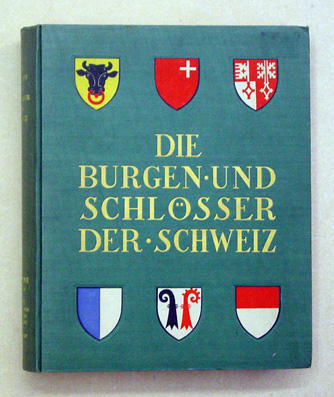 DIE
BURGEN·UND
SCHLÖSSER
DER·SCHWEIZ